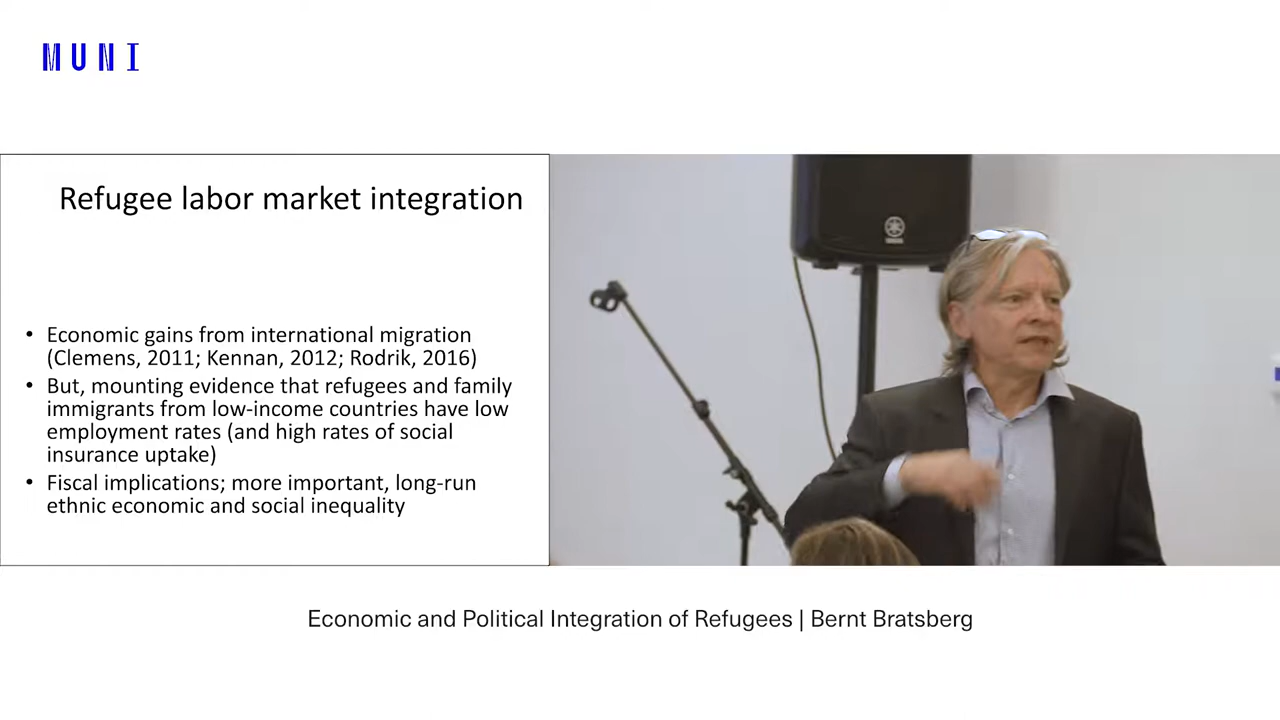 MUNI
Refugee labor market integration
• Economic gains from international migration
(Clemens, 2011; Kennan, 2012; Rodrik, 2016)
• But, mounting evidence that refugees and family
immigrants from low-income countries have low
employment rates (and high rates of social
insurance uptake)
• Fiscal implications; more important, long-run
ethnic economic and social inequality
Economic and Political Integration of Refugees | Bernt Bratsberg